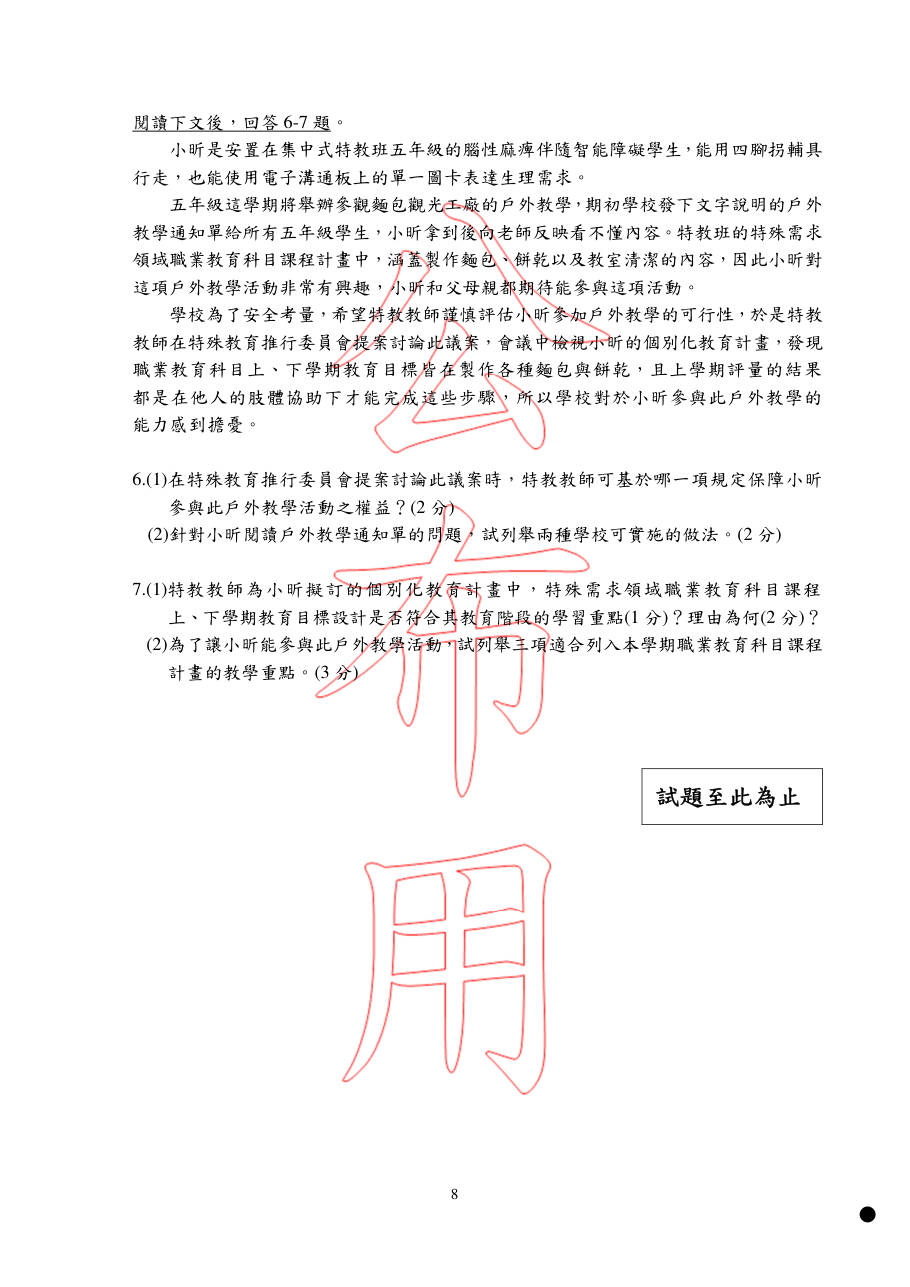 閱讀下文後，回答 6-7 題。
小昕是安置在集中式特教班五年級的腦性麻痺伴隨智能障礙學生，能用四腳拐輔具
行走，也能使用電子溝通板上的單一圖卡表達生理需求。
五年級這學期將舉辦參觀麵包觀光工廠的戶外教學，期初學校發下文字說明的戶外
教學通知單給所有五年級學生，小昕拿到後向老師反映看不懂內容。特教班的特殊需求
領域職業教育科目課程計畫中，涵蓋製作麵包、餅乾以及教室清潔的內容，因此小昕對
這項戶外教學活動非常有興趣，小昕和父母親都期待能參與這項活動。
學校為了安全考量，希望特教教師謹慎評估小昕參加戶外教學的可行性，於是特教
教師在特殊教育推行委員會提案討論此議案，會議中檢視小昕的個別化教育計畫，發現
職業教育科目上、下學期教育目標皆在製作各種麵包與餅乾，且上學期評量的結果
都是在他人的肢體協助下才能完成這些步驟，所以學校對於小昕參與此戶外教學的
能力感到擔憂。
6.(1)在特殊教育推行委員會提案討論此議案時，特教教師可基於哪一項規定保障小昕
參與此戶外教學活動之權益？(2 分)
(2)針對小昕閱讀戶外教學通知單的問題，試列舉兩種學校可實施的做法。(2 分)
7.(1)特教教師為小昕擬訂的個別化教育計畫中，特殊需求領域職業教育科目課程
上、下學期教育目標設計是否符合其教育階段的學習重點(1 分)？理由為何(2 分)？
(2)為了讓小昕能參與此戶外教學活動，試列舉三項適合列入本學期職業教育科目課程
計畫的教學重點。(3 分)
試題至此為止
公
布
用
8